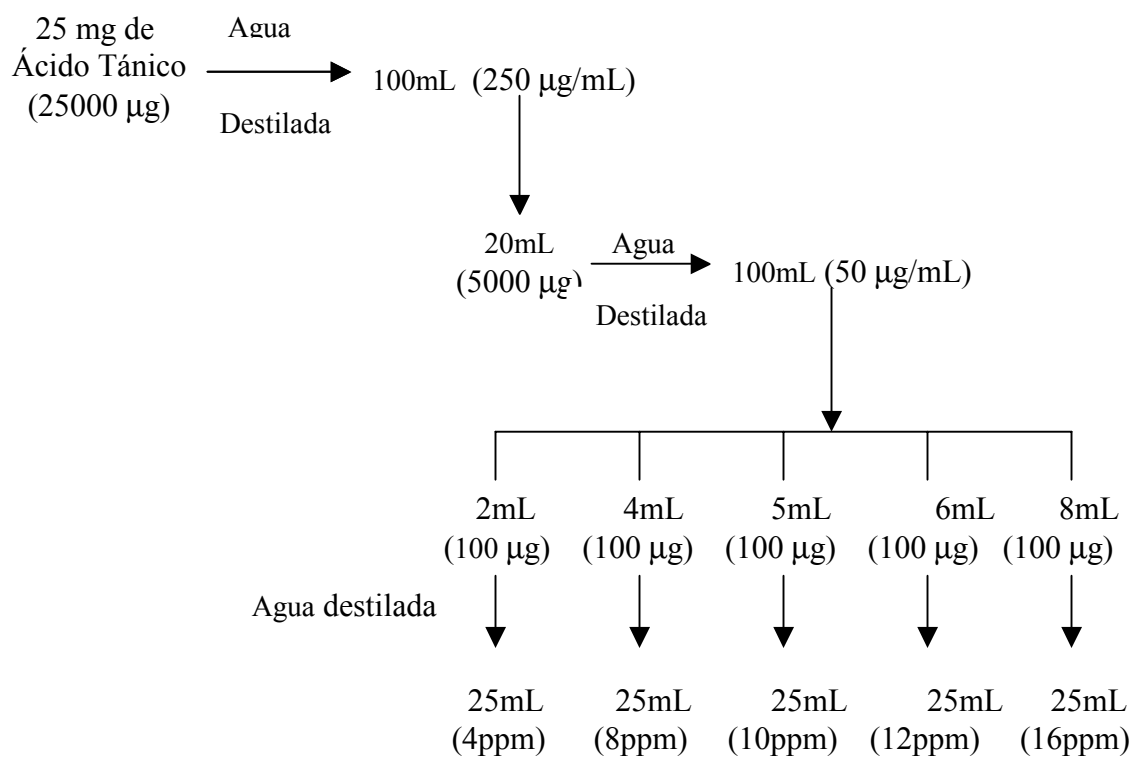 25 mg de
Ácido Tánico
(25000 µg)
Agua
Destilada
100mL (250 µg/mL)
20mL
(5000 µg)
Agua
Destilada
100mL (50 µg/mL)
2mL 4mL 5mL 6mL 8mL
(100 µg) (100 µg) (100 µg) (100 µg) (100 µg)
Agua destilada
25mL 25mL 25mL 25mL 25mL
(4ppm) (8ppm) (10ppm) (12ppm) (16ppm)